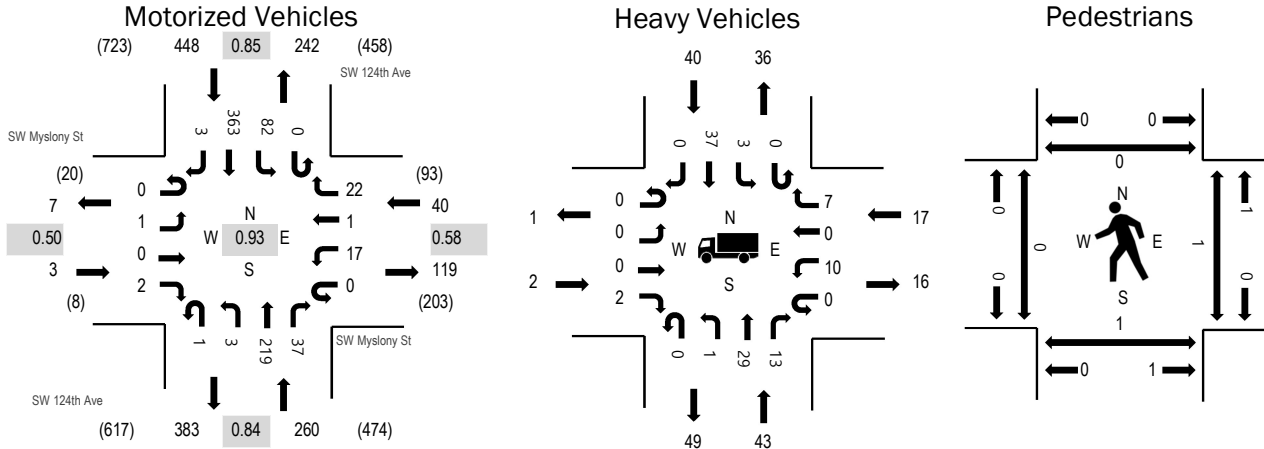 Motorized Vehicles
(723) 448 0.85 242 (458)
SW 124th Ave
3 363 82 0
SW Myslony St
(20) 0 22 (93)
7 1 N 1 40
0.50 W 0.93 E 0.58
0 S 17
3 2 0 119
(8) (203)
1 3 219 37
SW Myslony St
SW 124th Ave
(617) 383 0.84 260 (474)
Heavy Vehicles
40 36
0 37 3 0
0 7
1 0 N 0 17
W E
0 S 10
2 2 0 16
0 1 29 13
49 43
Pedestrians
0 0
0
0 1
N
W E
0 1
S
0 0
1
0 1